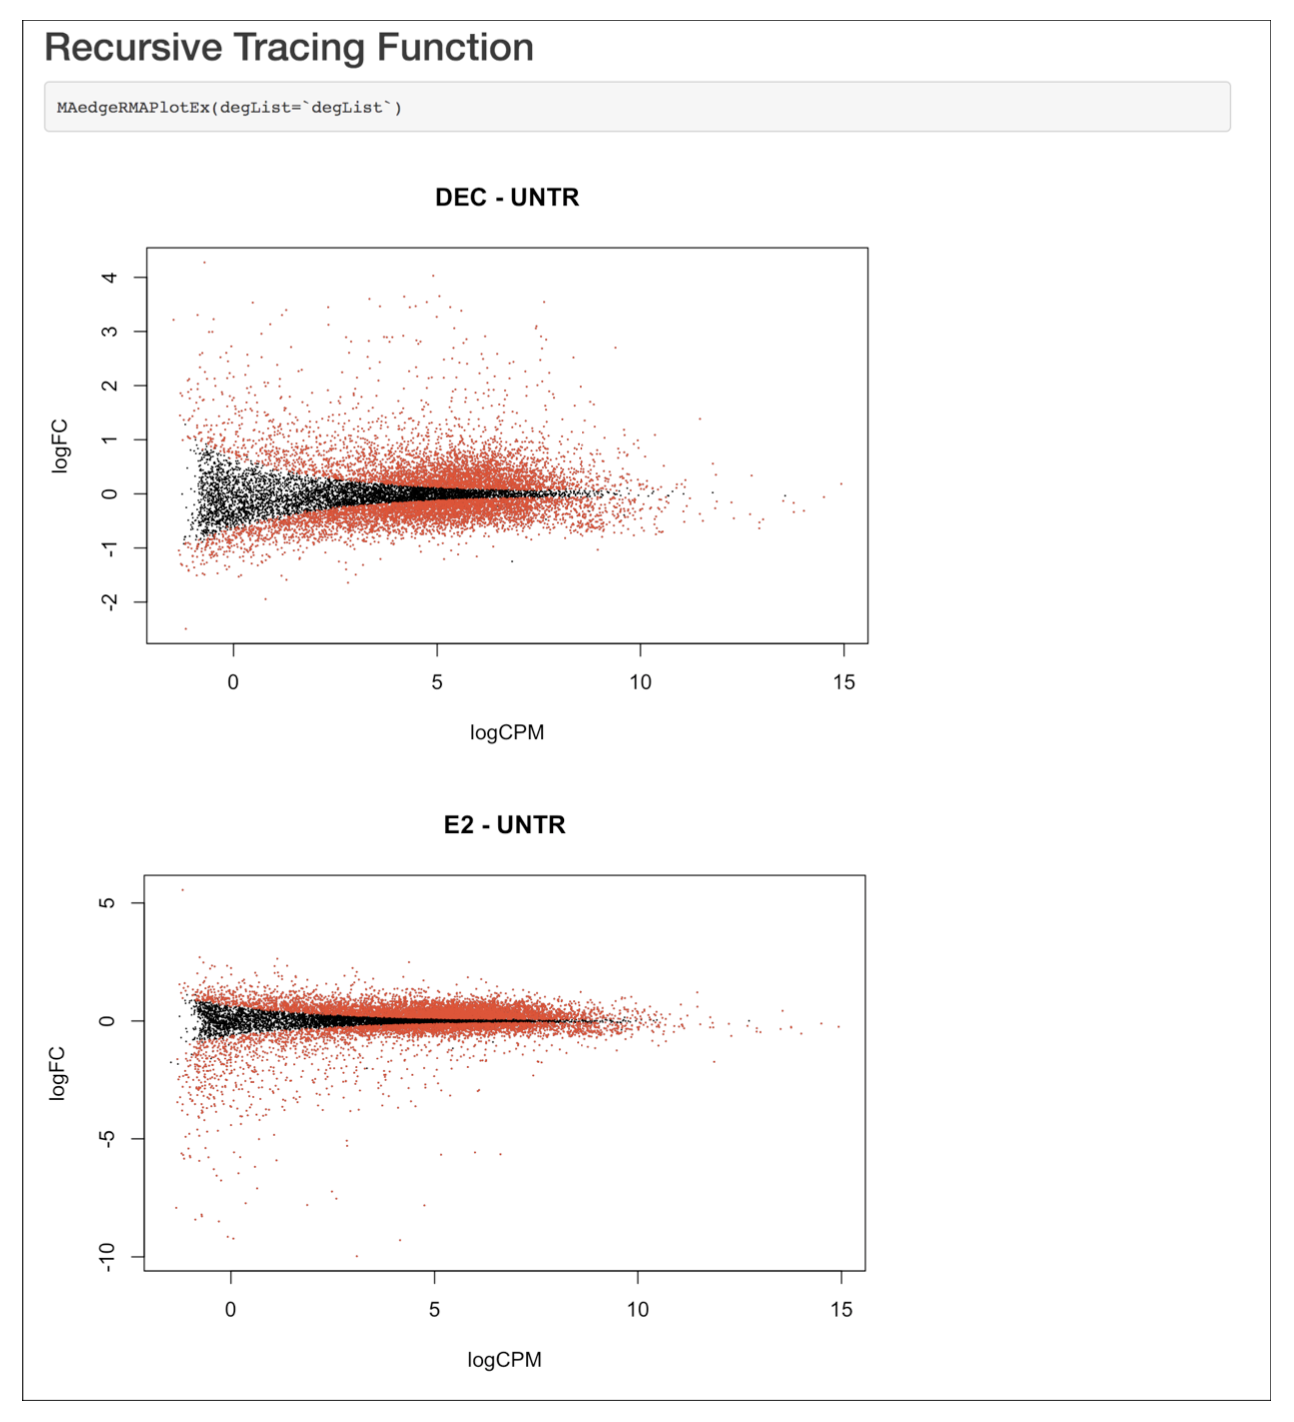 Recursive Tracing Function
MAedgeRMAPlotEx(degList=`degList`)
DEC - UNTR
4
3
2
1
0
-1
-2
logFC
0 5 10 15
logCPM
E2 - UNTR
5
0
-5
-10
logFC
0 5 10 15
logCPM